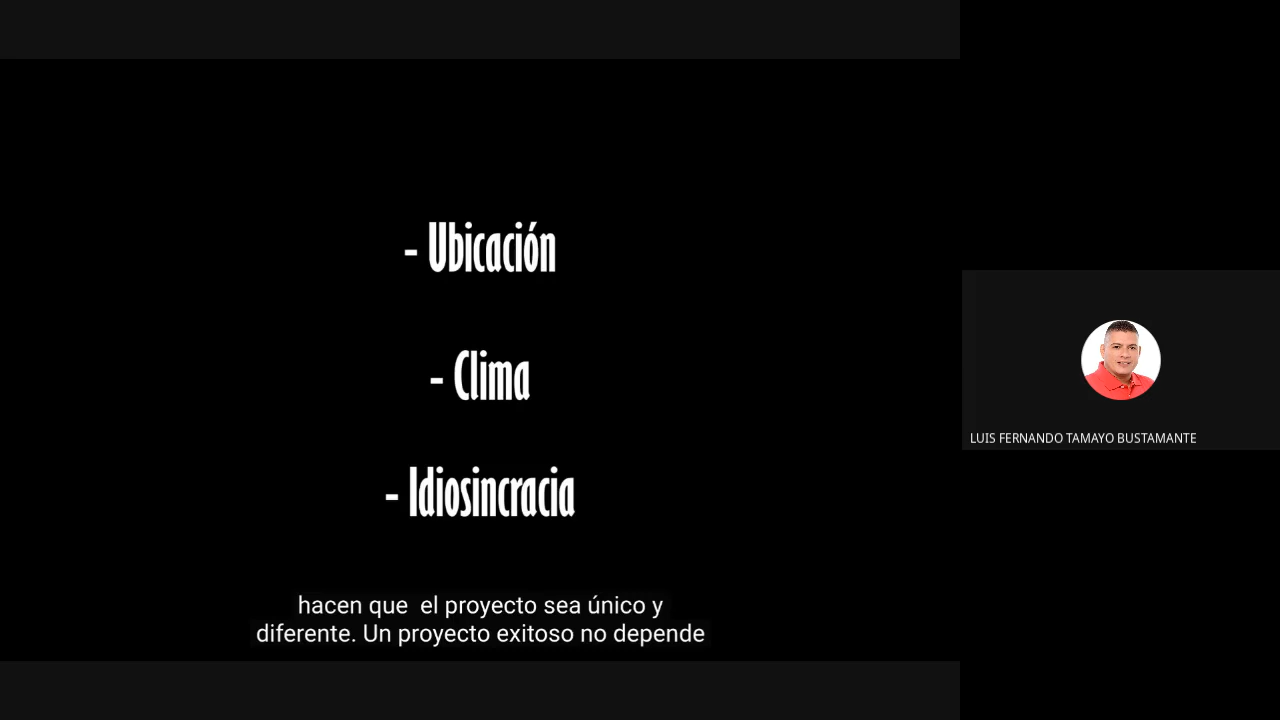 - Ubicación
- Clima
- Idiosincracia
hacen que  el proyecto sea único y
diferente. Un proyecto exitoso no depende
LUIS FERNANDO TAMAYO BUSTAMANTE